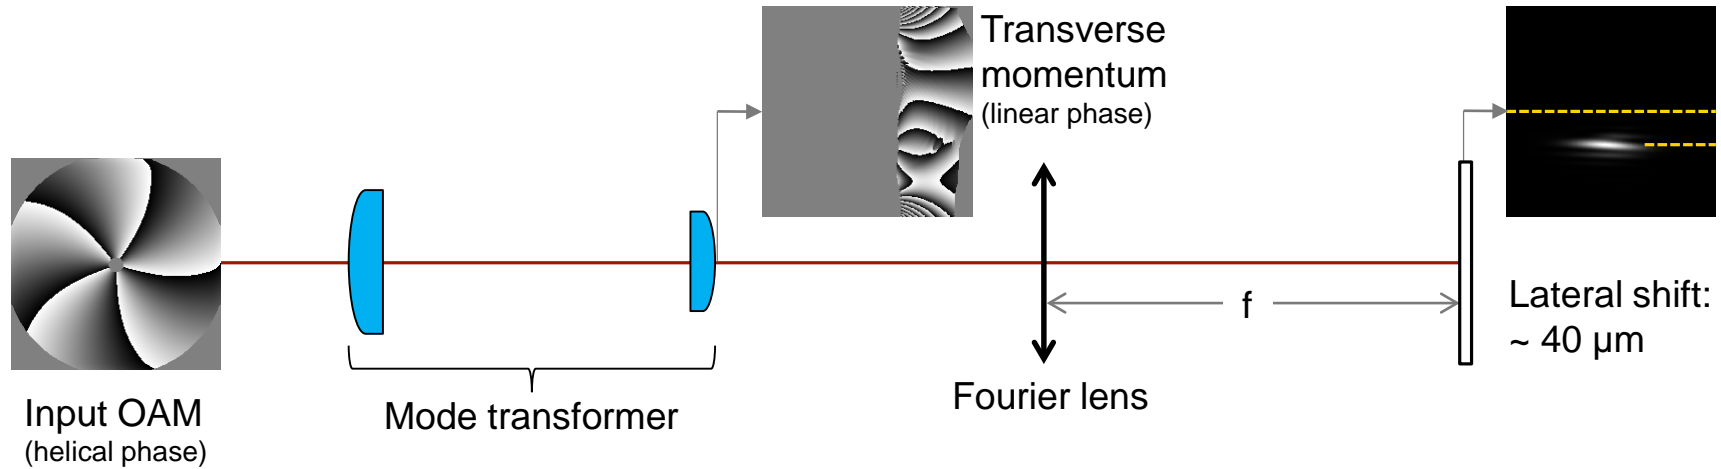 Input OAM
(helical phase)
Mode transformer
Transverse
momentum
(linear phase)
Fourier lens
f
Lateral shift:
~ 40 µm